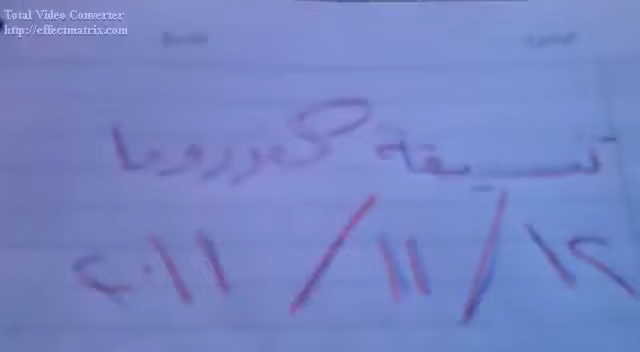 Total Video Converter
http://effectmatrix.com
تنسيقة كفرروما
٢٠١١ / ١١ / ١٢